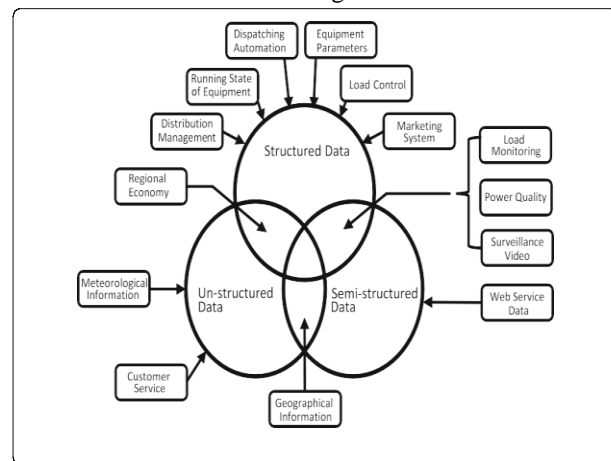 Dispatching
Automation
Equipment
Parameters
Running State
of Equipment
Load Control
Distribution
Management
Marketing
System
Structured Data
Load
Monitoring
Regional
Economy
Power Quality
Surveillance
Video
Un-structured
Data
Semi-structured
Data
Meteorological
Information
Web Service
Data
Customer
Service
Geographical
Information